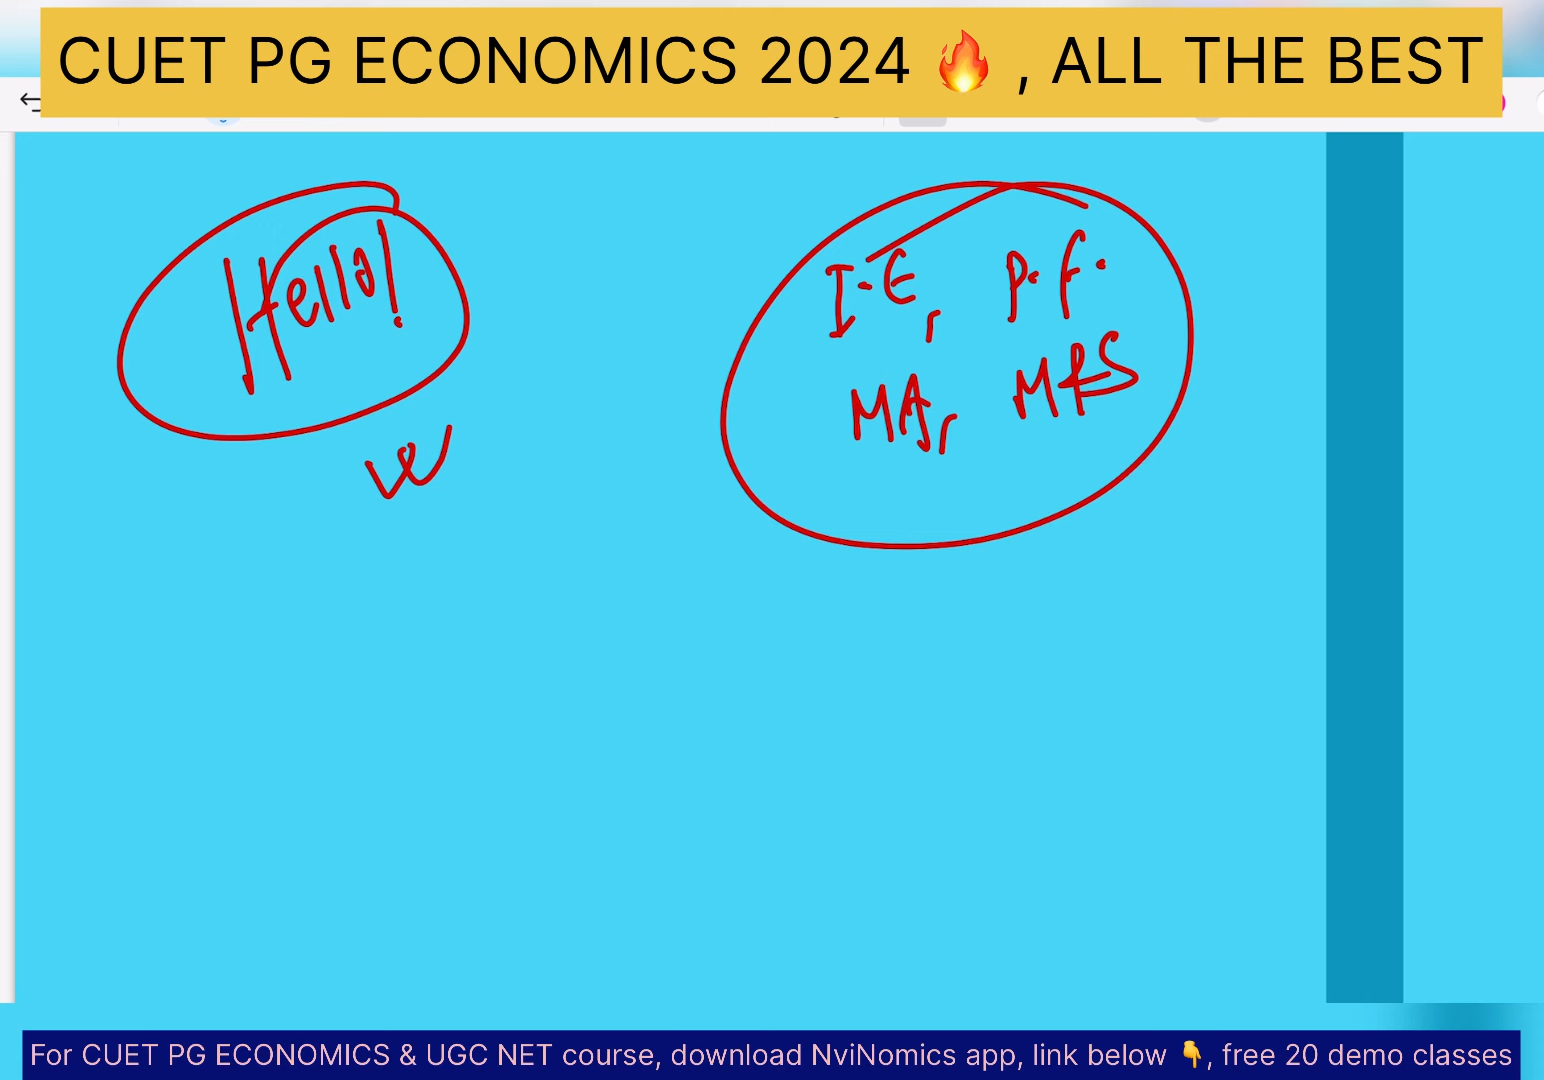 CUET PG ECONOMICS 2024 🔥 , ALL THE BEST
Hello!
I.E, P.F.
MA, MRS
For CUET PG ECONOMICS & UGC NET course, download NviNomics app, link below 👇, free 20 demo classes